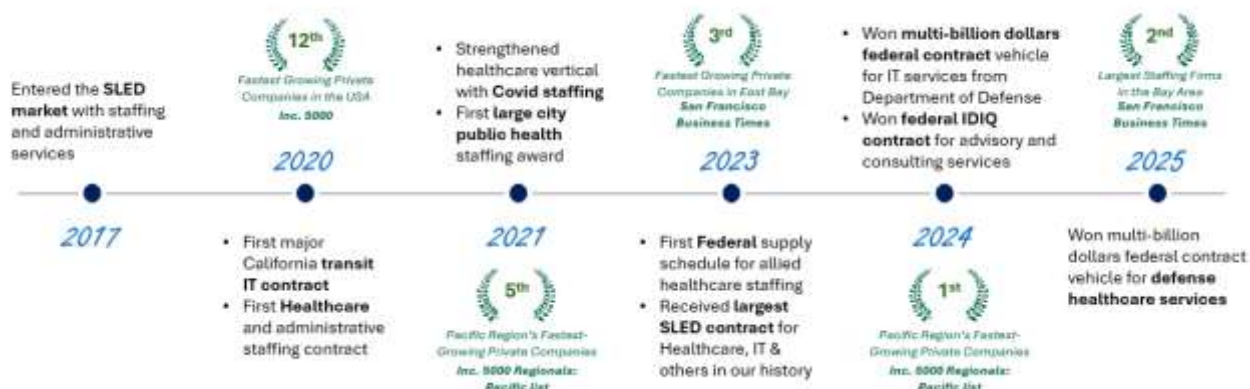 Entered the SLED
market with staffing
and administrative
services
2017
12th
Fastest Growing Private
Companies in the USA
Inc. 5000
2020
• First major
California transit
IT contract
• First Healthcare
and administrative
staffing contract
• Strengthened
healthcare vertical
with Covid staffing
• First large city
public health
staffing award
2021
5th
Pacific Region's Fastest-
Growing Private Companies
Inc. 5000 Regionals:
Pacific list
3rd
Fastest Growing Private
Companies in East Bay
San Francisco
Business Times
2023
• First Federal supply
schedule for allied
healthcare staffing
• Received largest
SLED contract for
Healthcare, IT &
others in our history
• Won multi-billion dollars
federal contract vehicle
for IT services from
Department of Defense
• Won federal IDIQ
contract for advisory and
consulting services
2024
1st
Pacific Region's Fastest-
Growing Private Companies
Inc. 5000 Regionals:
Pacific list
2nd
Largest Staffing Firms
in the Bay Area
San Francisco
Business Times
2025
Won multi-billion
dollars federal contract
vehicle for defense
healthcare services